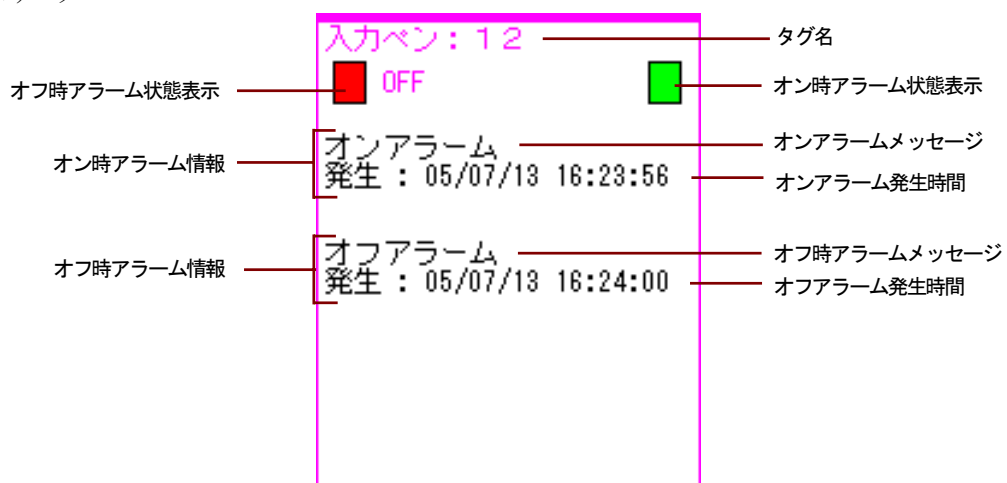 入力ペン：１２
タグ名
オフ時アラーム状態表示
OFF
オン時アラーム状態表示
オンアラーム
オンアラームメッセージ
オン時アラーム情報
発生 : 05/07/13 16:23:56
オンアラーム発生時間
オフアラーム
オフ時アラームメッセージ
オフ時アラーム情報
発生 : 05/07/13 16:24:00
オフアラーム発生時間